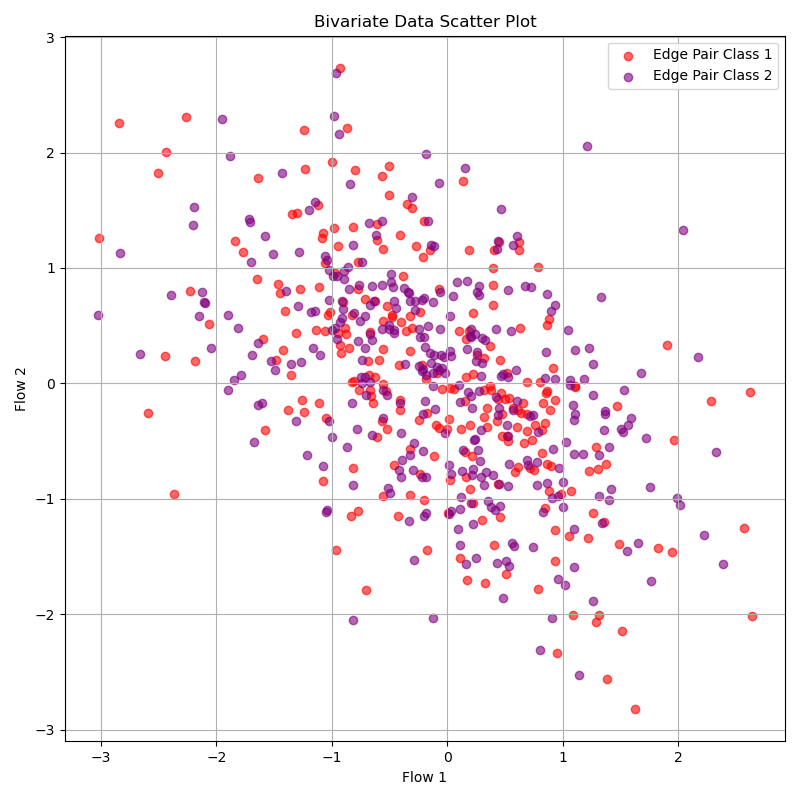 Bivariate Data Scatter Plot
Edge Pair Class 1
Edge Pair Class 2
3
2
1
0
−1
−2
−3
Flow 2
−3
−2
−1
0
1
2
Flow 1